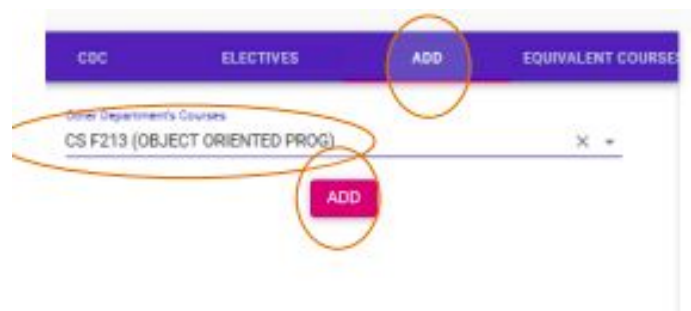 CDC ELECTIVES ADD EQUIVALENT COURSES
Other Department's Courses
CS F213 (OBJECT ORIENTED PROG)
ADD